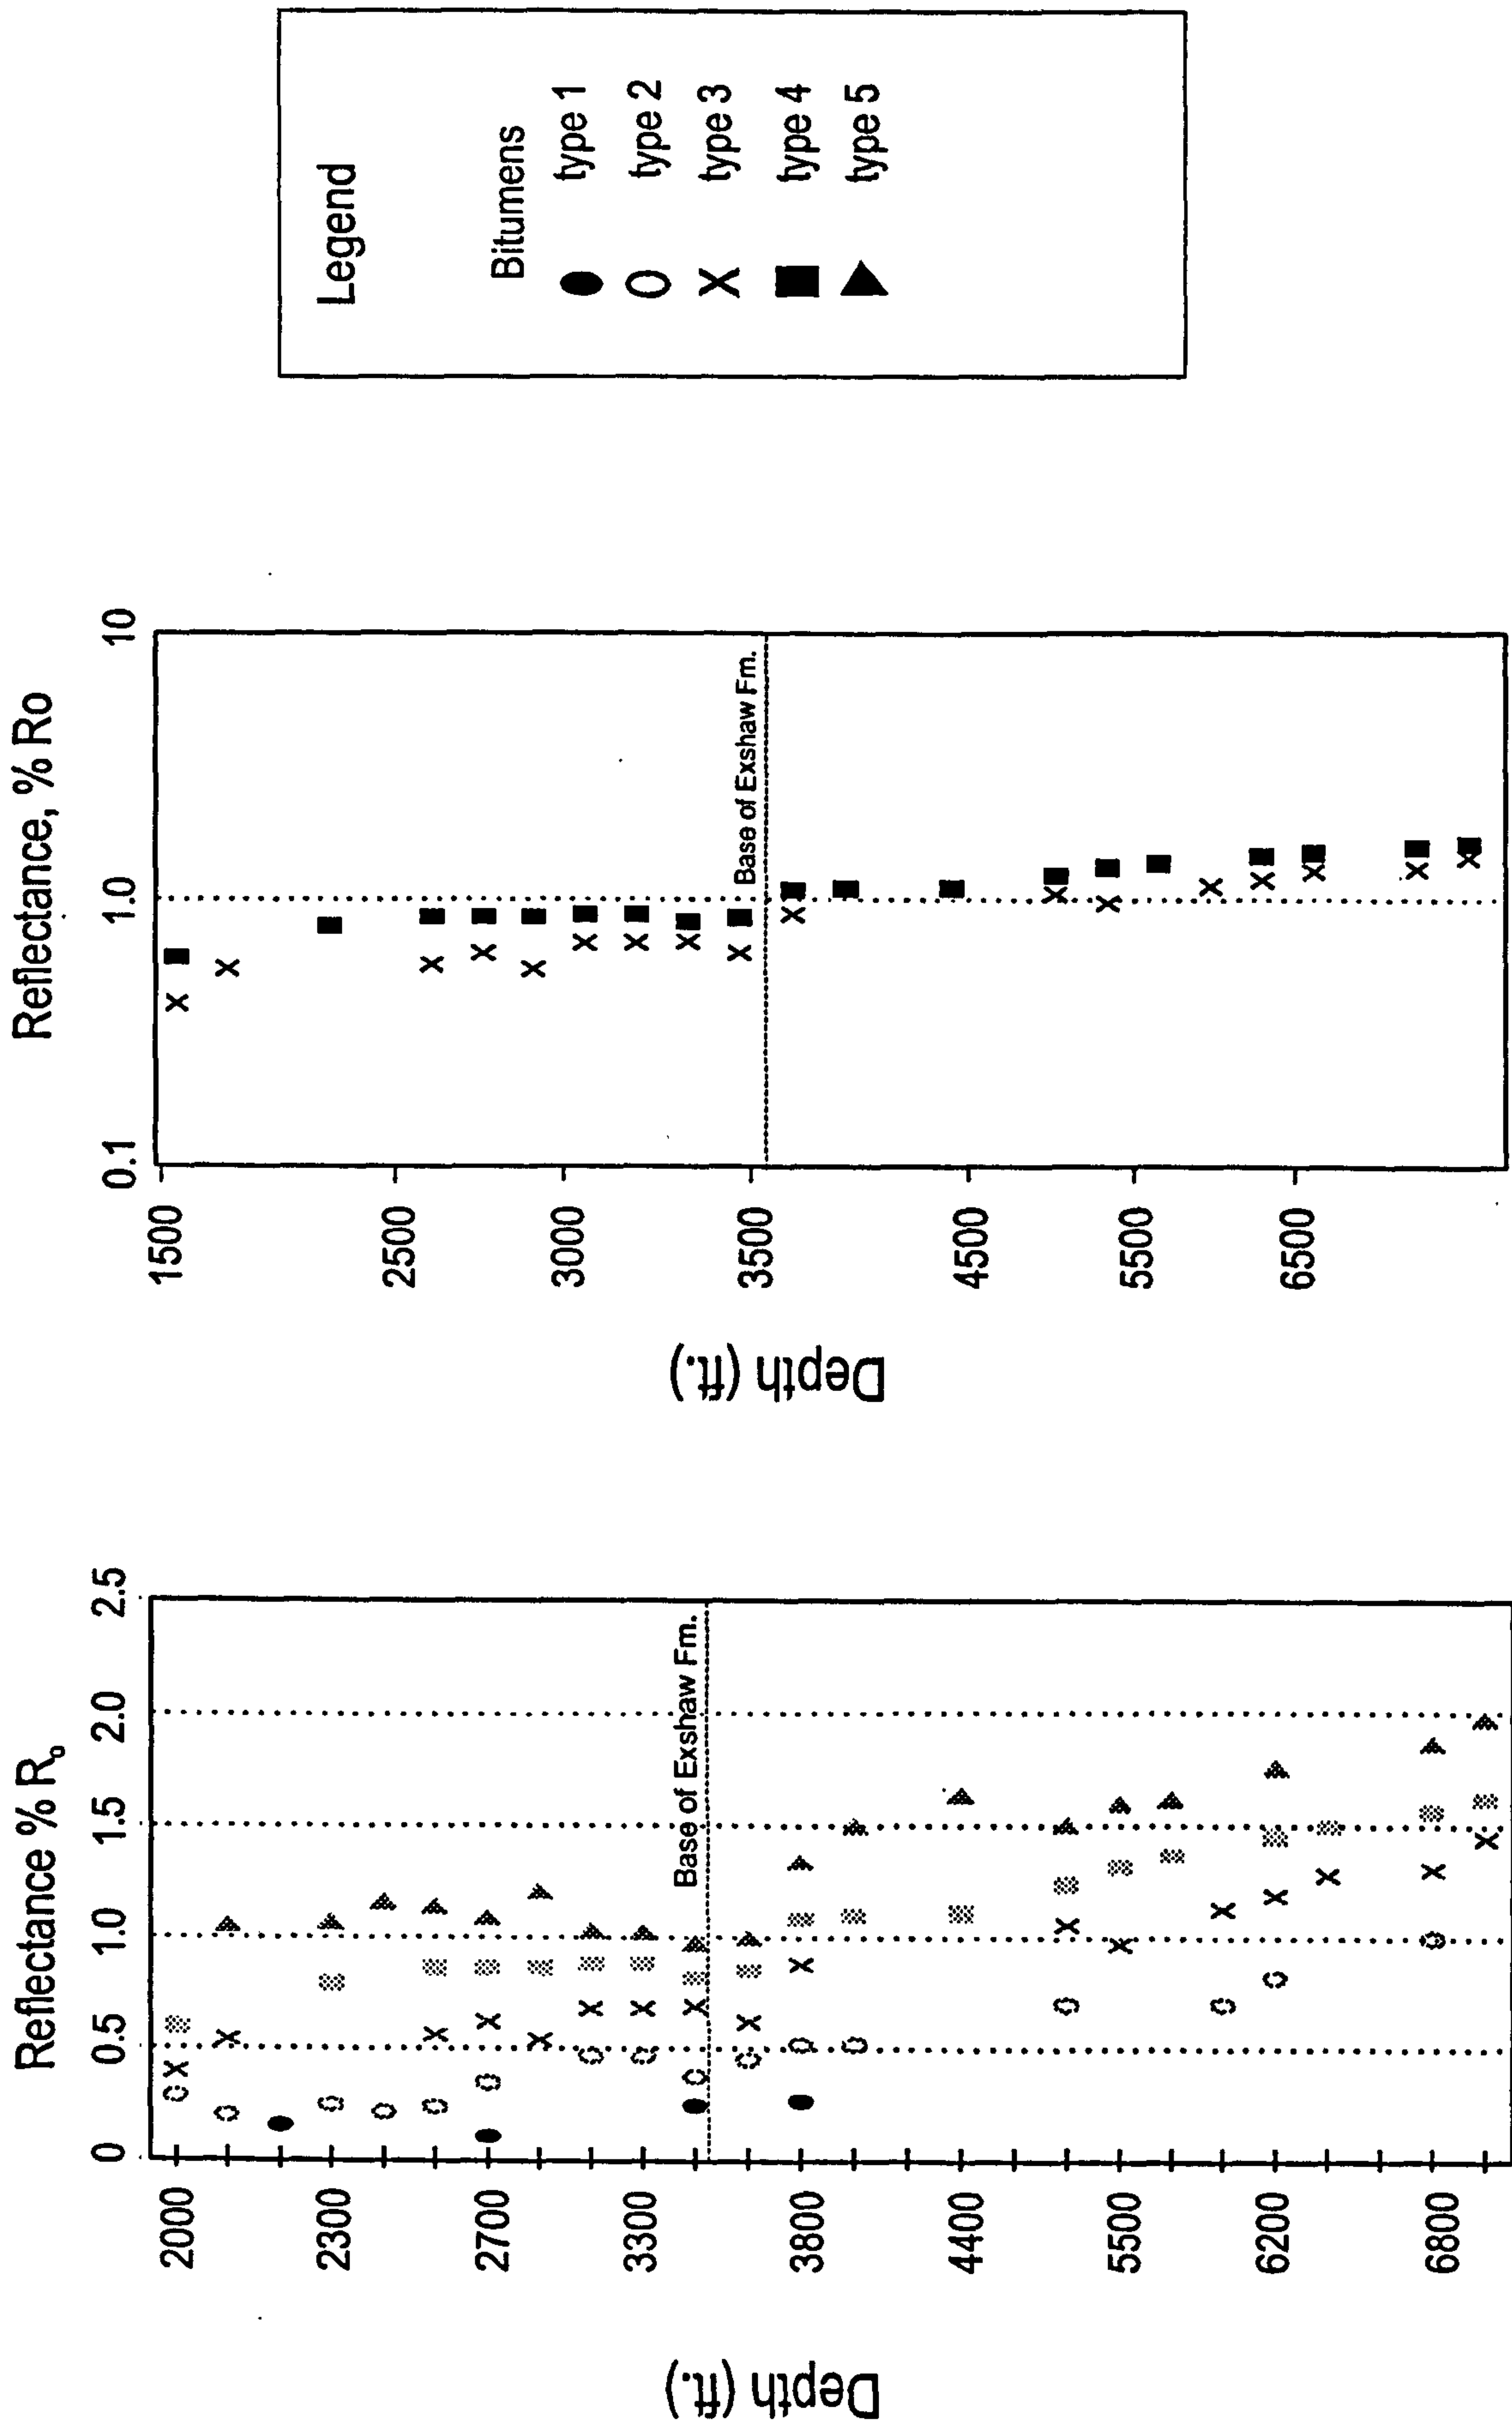 Reflectance % Ro
0 0.5 1.0 1.5 2.0 2.5
Depth (ft.)
2000
2300
2700
3300
Base of Exshaw Fm.
3800
4400
5500
6200
6800
Reflectance, % Ro
0.1 1.0 10
Depth (ft.)
1500
2500
3000
3500
Base of Exshaw Fm.
4500
5500
6500
Legend
Bitumens
type 1
type 2
type 3
type 4
type 5